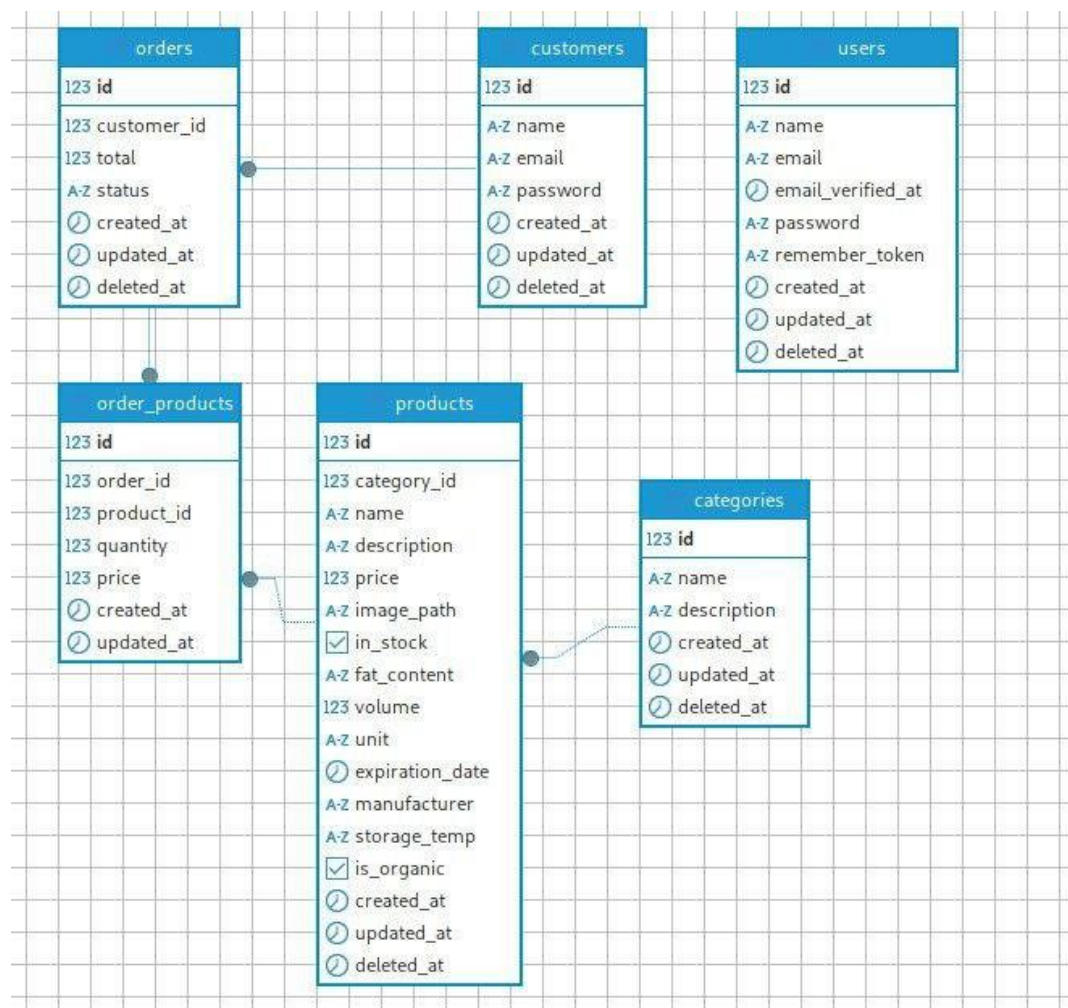 orders
123 id
123 customer_id
123 total
A-Z status
created_at
updated_at
deleted_at
customers
123 id
A-Z name
A-Z email
A-Z password
created_at
updated_at
deleted_at
users
123 id
A-Z name
A-Z email
email_verified_at
A-Z password
A-Z remember_token
created_at
updated_at
deleted_at
order_products
123 id
123 order_id
123 product_id
123 quantity
123 price
created_at
updated_at
products
123 id
123 category_id
A-Z name
A-Z description
123 price
A-Z image_path
in_stock
A-Z fat_content
123 volume
A-Z unit
expiration_date
A-Z manufacturer
A-Z storage_temp
is_organic
created_at
updated_at
deleted_at
categories
123 id
A-Z name
A-Z description
created_at
updated_at
deleted_at